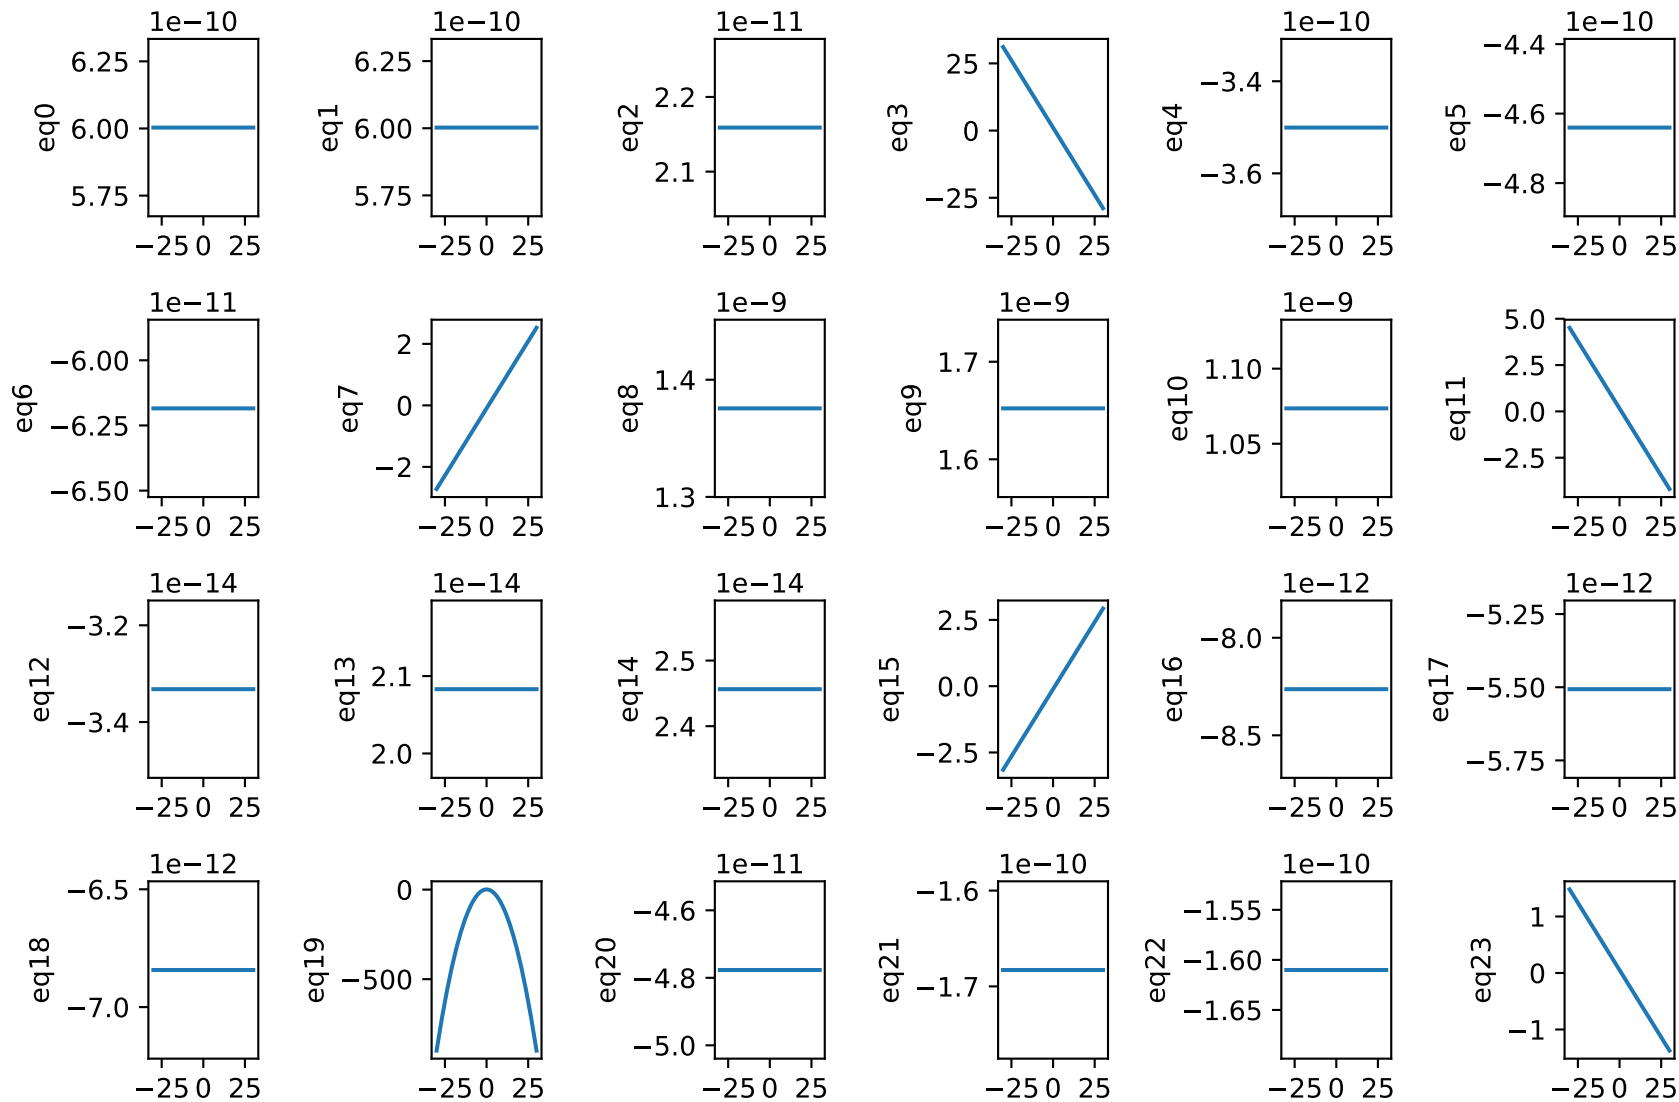 1e−10 1e−10 1e−11 1e−10 1e−10
eq0 6.25 6.00 5.75 −25 0 25
eq1 6.25 6.00 5.75 −25 0 25
eq2 2.2 2.1 −25 0 25
eq3 25 0 −25 −25 0 25
eq4 −3.4 −3.6 −25 0 25
eq5 −4.4 −4.6 −4.8 −25 0 25
1e−11 1e−9 1e−9 1e−9
eq6 −6.00 −6.25 −6.50 −25 0 25
eq7 2 0 −2 −25 0 25
eq8 1.4 1.3 −25 0 25
eq9 1.7 1.6 −25 0 25
eq10 1.10 1.05 −25 0 25
eq11 5.0 2.5 0.0 −2.5 −25 0 25
1e−14 1e−14 1e−14 1e−12 1e−12
eq12 −3.2 −3.4 −25 0 25
eq13 2.1 2.0 −25 0 25
eq14 2.5 2.4 −25 0 25
eq15 2.5 0.0 −2.5 −25 0 25
eq16 −8.0 −8.5 −25 0 25
eq17 −5.25 −5.50 −5.75 −25 0 25
1e−12 1e−11 1e−10 1e−10
eq18 −6.5 −7.0 −25 0 25
eq19 0 −500 −25 0 25
eq20 −4.6 −4.8 −5.0 −25 0 25
eq21 −1.6 −1.7 −25 0 25
eq22 −1.55 −1.60 −1.65 −25 0 25
eq23 1 0 −1 −25 0 25